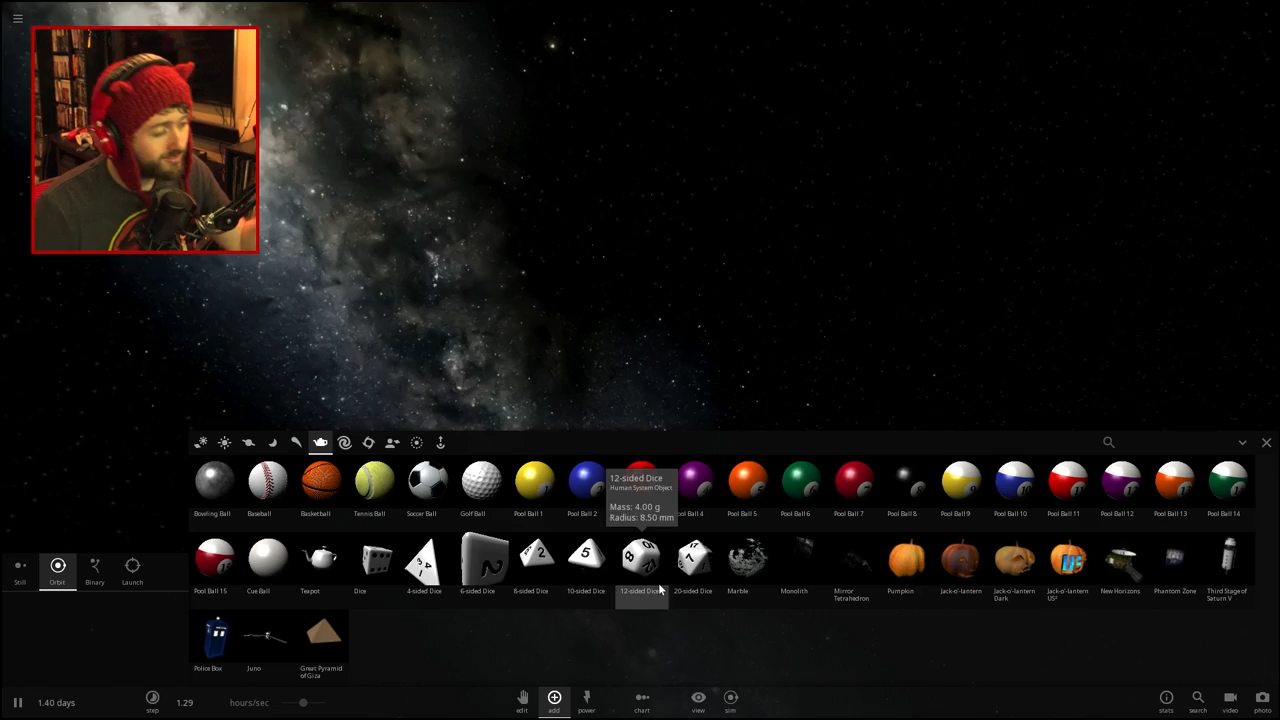 12-sided Dice
Human System Object
Mass: 4.00 g
Radius: 8.50 mm
Bowling Ball
Baseball
Basketball
Tennis Ball
Soccer Ball
Golf Ball
Pool Ball 1
Pool Ball 2
Ball 4
Pool Ball 5
Pool Ball 6
Pool Ball 7
Pool Ball 8
Pool Ball 9
Pool Ball 10
Pool Ball 11
Pool Ball 12
Pool Ball 13
Pool Ball 14
Pool Ball 15
Cue Ball
Teapot
Dice
4-sided Dice
6-sided Dice
8-sided Dice
10-sided Dice
12-sided Dice
20-sided Dice
Marble
Monolith
Mirror
Tetrahedron
Pumpkin
Jack-o'-lantern
Jack-o'-lantern
Dark
Jack-o'-lantern
US²
New Horizons
Phantom Zone
Third Stage of
Saturn V
Still
Orbit
Binary
Launch
Police Box
Juno
Great Pyramid
of Giza
1.40 days
step
1.29
hours/sec
edit
add
power
chart
view
sim
stats
search
video
photo